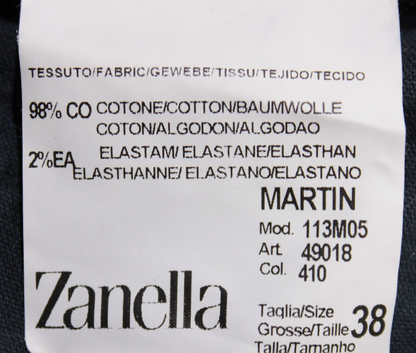 TESSUTO/FABRIC/GEWEBE/TISSU/TEJIDO/TECIDO
98% CO COTONE/COTTON/BAUMWOLLE
COTON/ALGODON/ALGODAO
2%EA ELASTAM/ ELASTANE/ELASTHAN
ELASTHANNE/ ELASTANO/ELASTANO
MARTIN
Mod. 113M05
Art. 49018
Col. 410
Zanella
Taglia/Size
Grosse/Taille 38
Talla/Tamanho